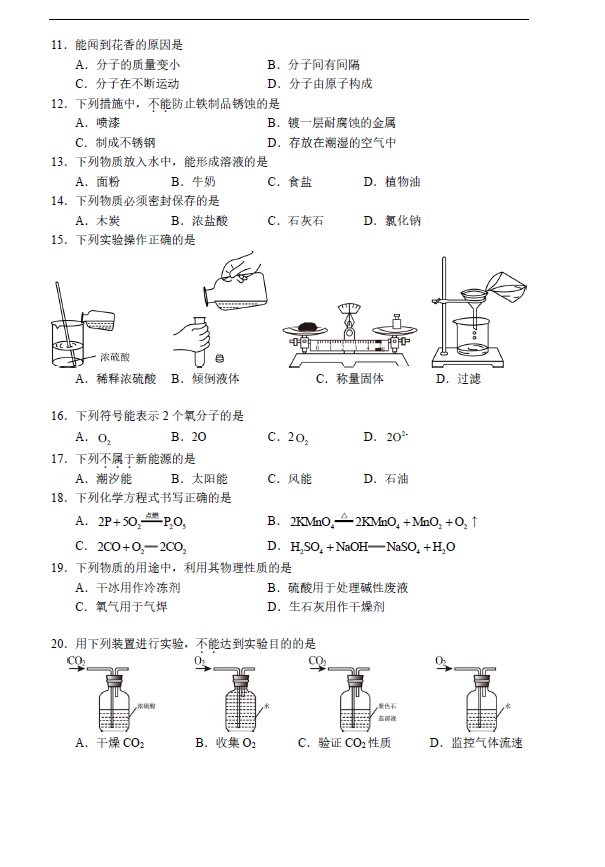 11．能闻到花香的原因是
A．分子的质量变小 B．分子间有间隔
C．分子在不断运动 D．分子由原子构成
12．下列措施中，不能防止铁制品锈蚀的是
A．喷漆 B．镀一层耐腐蚀的金属
C．制成不锈钢 D．存放在潮湿的空气中
13．下列物质放入水中，能形成溶液的是
A．面粉 B．牛奶 C．食盐 D．植物油
14．下列物质必须密封保存的是
A．木炭 B．浓盐酸 C．石灰石 D．氯化钠
15．下列实验操作正确的是
浓硫酸
A．稀释浓硫酸 B．倾倒液体 C．称量固体 D．过滤
16．下列符号能表示 2 个氧分子的是
A．O₂ B．2O C．2 O₂ D．2O²⁻
17．下列不属于新能源的是
A．潮汐能 B．太阳能 C．风能 D．石油
18．下列化学方程式书写正确的是
A．2P＋5O₂ 点燃 P₂O₅ B．2KMnO₄ △ 2KMnO₄＋MnO₂＋O₂↑
C．2CO＋O₂══2CO₂ D．H₂SO₄＋NaOH══NaSO₄＋H₂O
19．下列物质的用途中，利用其物理性质的是
A．干冰用作冷冻剂 B．硫酸用于处理碱性废液
C．氧气用于气焊 D．生石灰用作干燥剂
20．用下列装置进行实验，不能达到实验目的的是
CO₂ O₂ CO₂ O₂
浓硫酸 水 紫色石 水
蕊溶液
A．干燥 CO₂ B．收集 O₂ C．验证 CO₂ 性质 D．监控气体流速